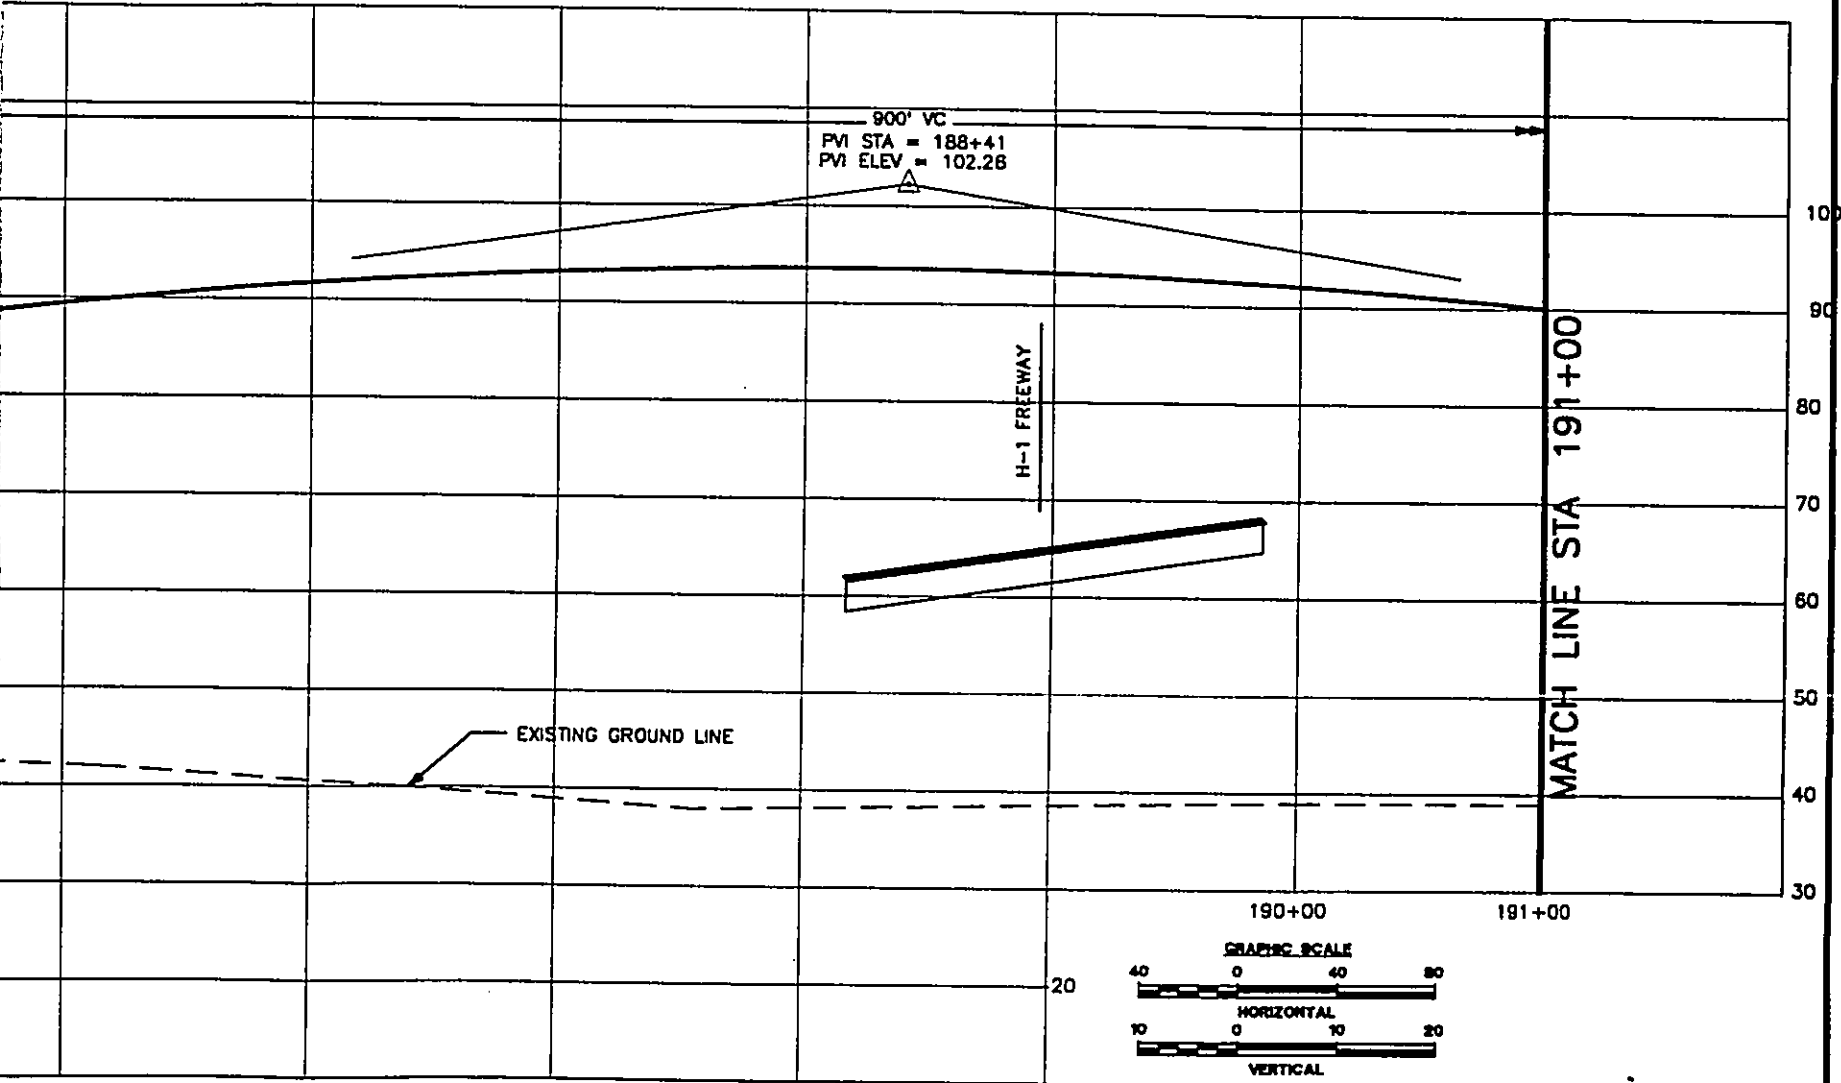 900' VC
PVI STA = 188+41
PVI ELEV = 102.26
100
90
80
70
60
50
40
30
H-1 FREEWAY
MATCH LINE STA 191+00
EXISTING GROUND LINE
190+00
191+00
20
GRAPHIC SCALE
40 0 40 80
HORIZONTAL
10 0 10 20
VERTICAL